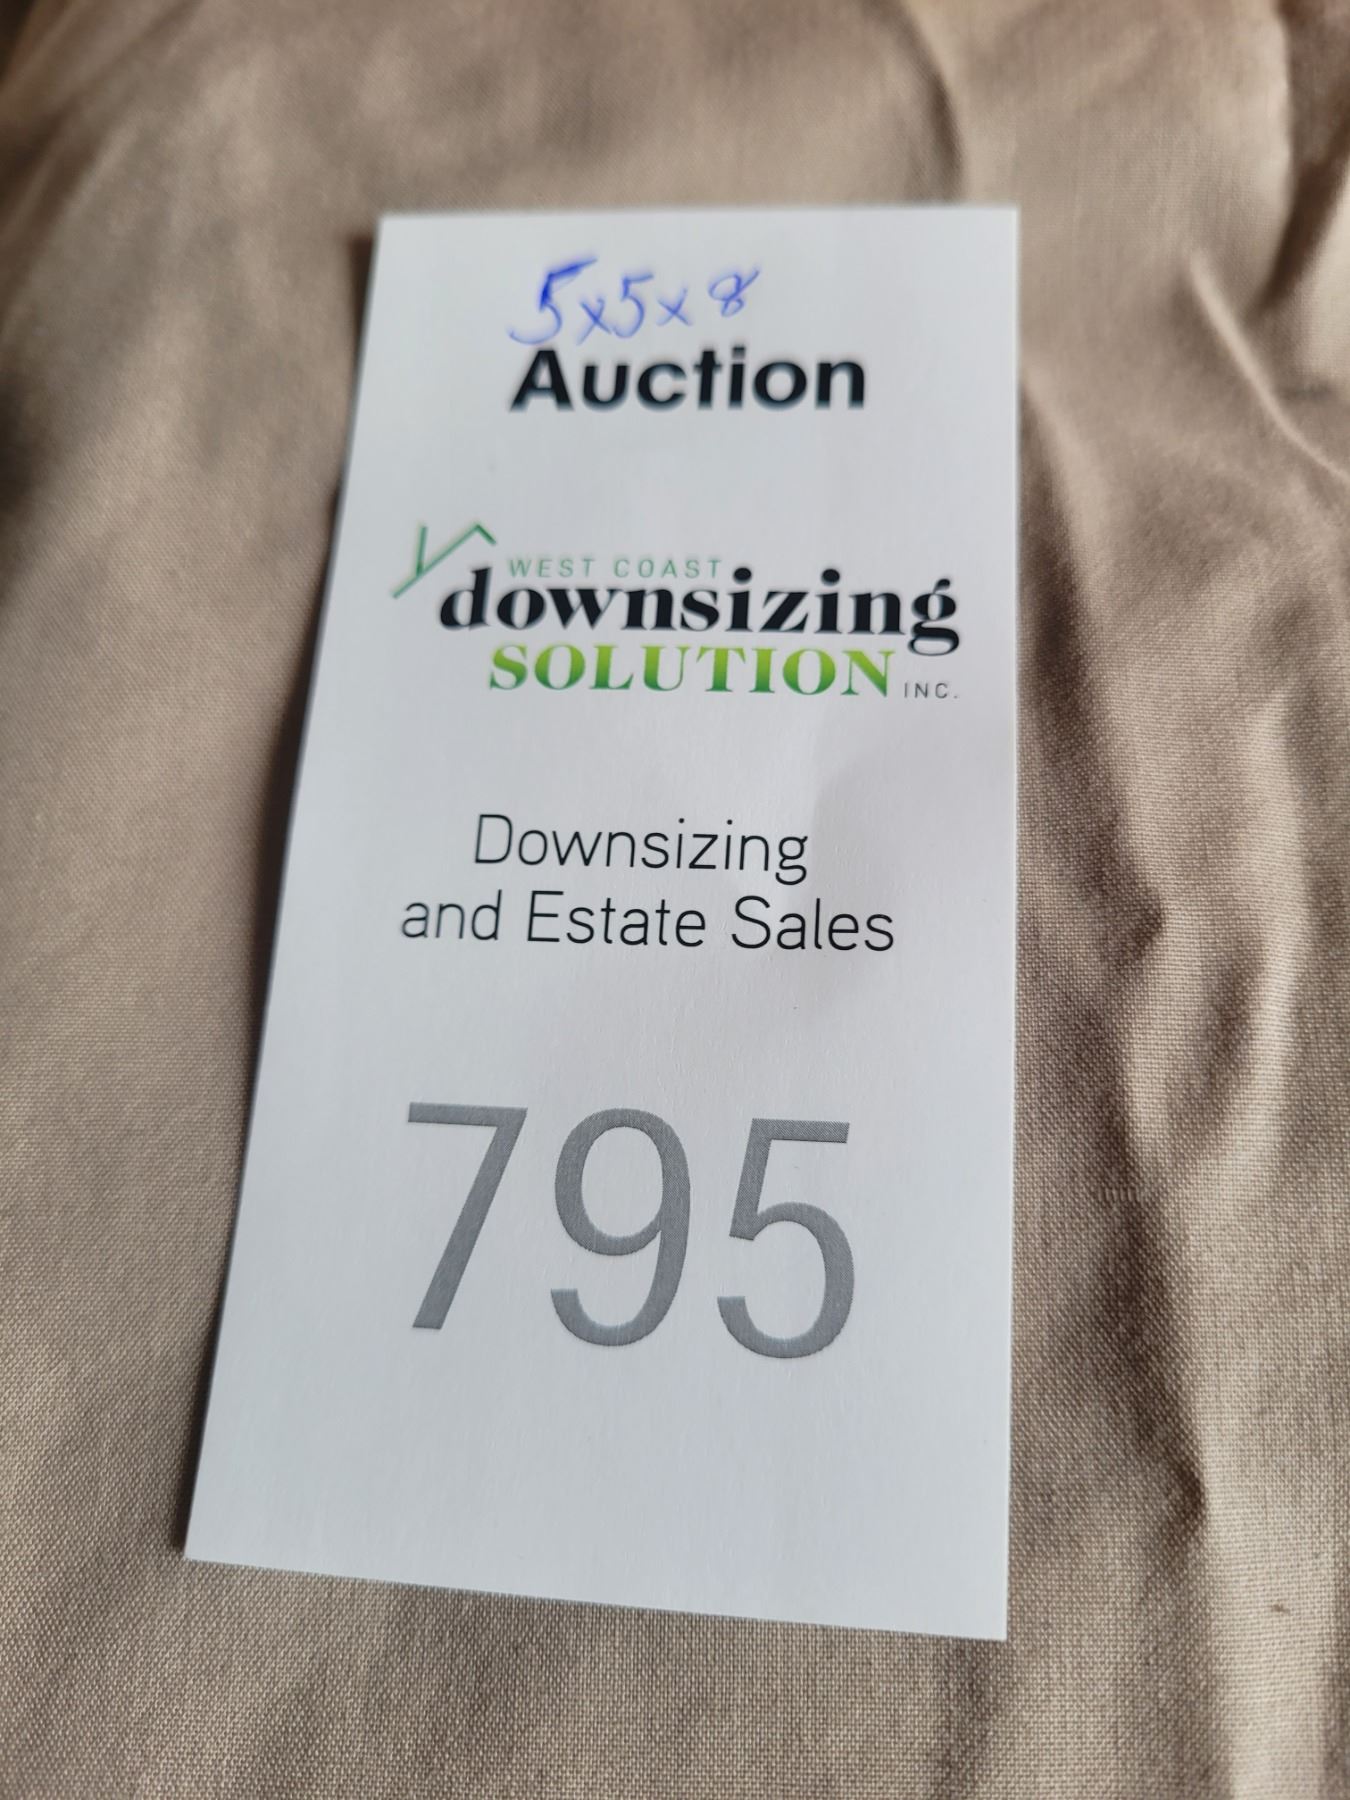 5x5x8
Auction
WEST COAST
downsizing
SOLUTION INC.
Downsizing
and Estate Sales
795